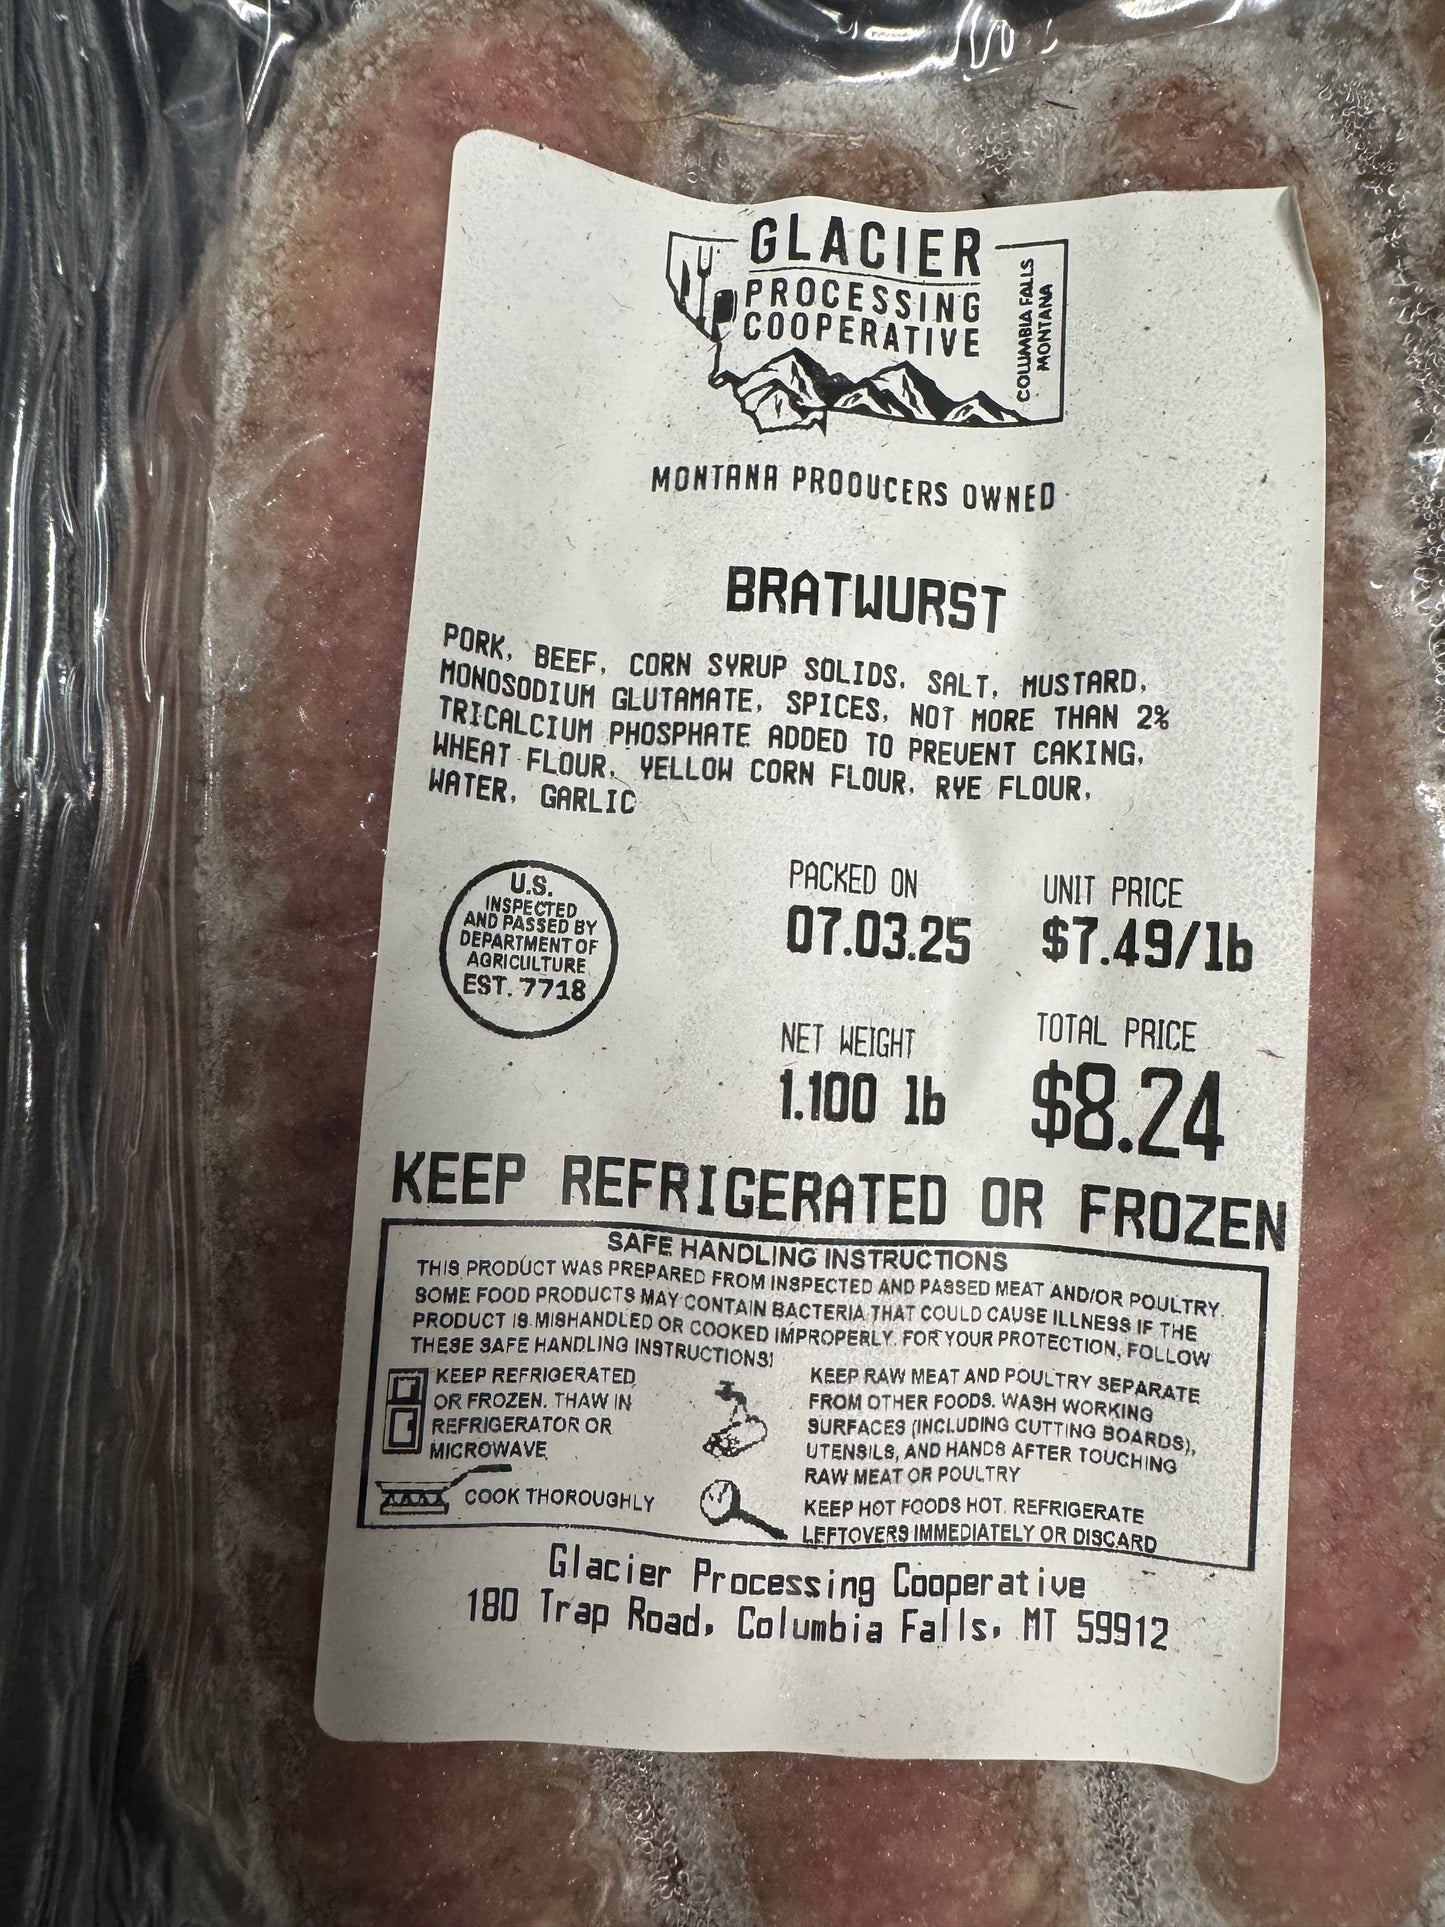 GLACIER
PROCESSING
COOPERATIVE
COLUMBIA FALLS
MONTANA
MONTANA PRODUCERS OWNED
BRATWURST
PORK, BEEF, CORN SYRUP SOLIDS, SALT, MUSTARD,
MONOSODIUM GLUTAMATE, SPICES, NOT MORE THAN 2%
TRICALCIUM PHOSPHATE ADDED TO PREVENT CAKING,
WHEAT FLOUR, YELLOW CORN FLOUR, RYE FLOUR,
WATER, GARLIC
U.S.
INSPECTED
AND PASSED BY
DEPARTMENT OF
AGRICULTURE
EST. 7718
PACKED ON
07.03.25
UNIT PRICE
$7.49/lb
NET WEIGHT
1.100 lb
TOTAL PRICE
$8.24
KEEP REFRIGERATED OR FROZEN
SAFE HANDLING INSTRUCTIONS
THIS PRODUCT WAS PREPARED FROM INSPECTED AND PASSED MEAT AND/OR POULTRY.
SOME FOOD PRODUCTS MAY CONTAIN BACTERIA THAT COULD CAUSE ILLNESS IF THE
PRODUCT IS MISHANDLED OR COOKED IMPROPERLY. FOR YOUR PROTECTION, FOLLOW
THESE SAFE HANDLING INSTRUCTIONS!
KEEP REFRIGERATED
OR FROZEN. THAW IN
REFRIGERATOR OR
MICROWAVE
KEEP RAW MEAT AND POULTRY SEPARATE
FROM OTHER FOODS. WASH WORKING
SURFACES (INCLUDING CUTTING BOARDS),
UTENSILS, AND HANDS AFTER TOUCHING
RAW MEAT OR POULTRY
COOK THOROUGHLY
KEEP HOT FOODS HOT. REFRIGERATE
LEFTOVERS IMMEDIATELY OR DISCARD
Glacier Processing Cooperative
180 Trap Road, Columbia Falls, MT 59912